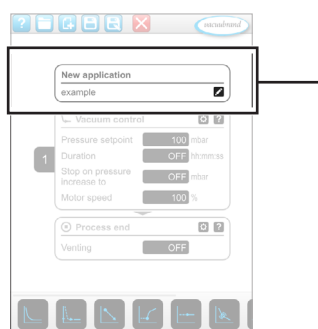 ?
vacuubrand
New application
example
Vacuum control ?
1
Pressure setpoint 100 mbar
Duration OFF hh:mm:ss
Stop on pressure
increase to OFF mbar
Motor speed 100 %
Process end ?
Venting OFF